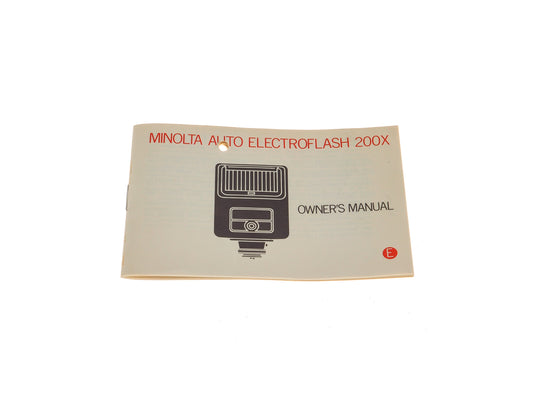 MINOLTA AUTO ELECTROFLASH 200X
OWNER'S MANUAL
E